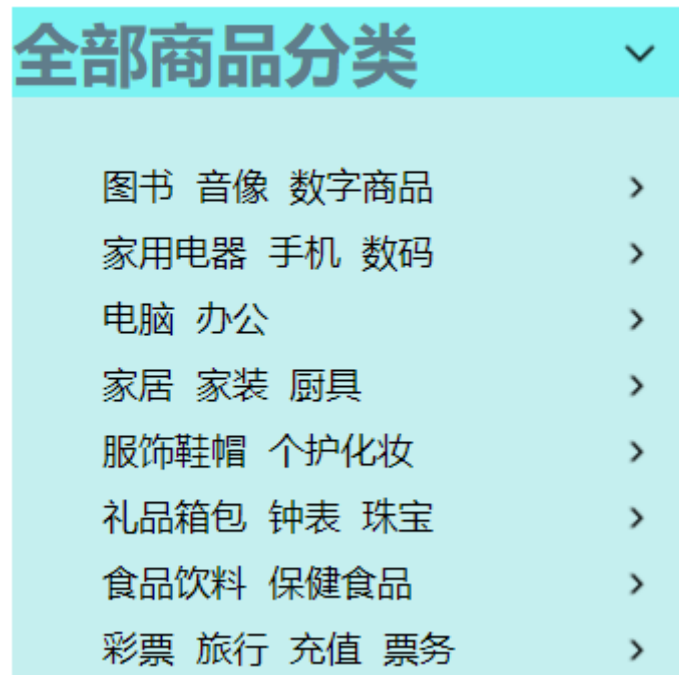 全部商品分类
图书 音像 数字商品
家用电器 手机 数码
电脑 办公
家居 家装 厨具
服饰鞋帽 个护化妆
礼品箱包 钟表 珠宝
食品饮料 保健食品
彩票 旅行 充值 票务